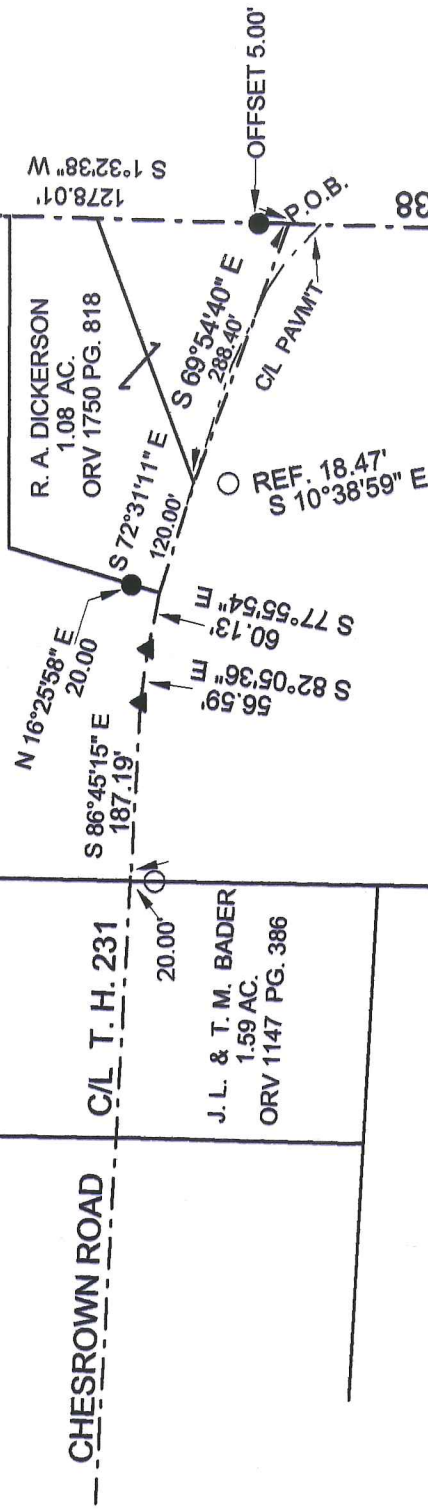 CHESROWN ROAD
C/L T. H. 231
J. L. & T. M. BADER
1.59 AC.
ORV 1147 PG. 386
20.00'
S 86°45'15" E
187.19'
N 16°25'58" E
20.00
56.59'
S 82°05'36" E
60.13'
S 77°55'54" E
S 72°31'11" E
120.00'
R. A. DICKERSON
1.08 AC.
ORV 1750 PG. 818
REF. 18.47'
S 10°38'59" E
S 69°54'40" E
288.40'
C/L PAVM'T
1278.01'
S 1°32'38" W
OFFSET 5.00'
P.O.B.
38